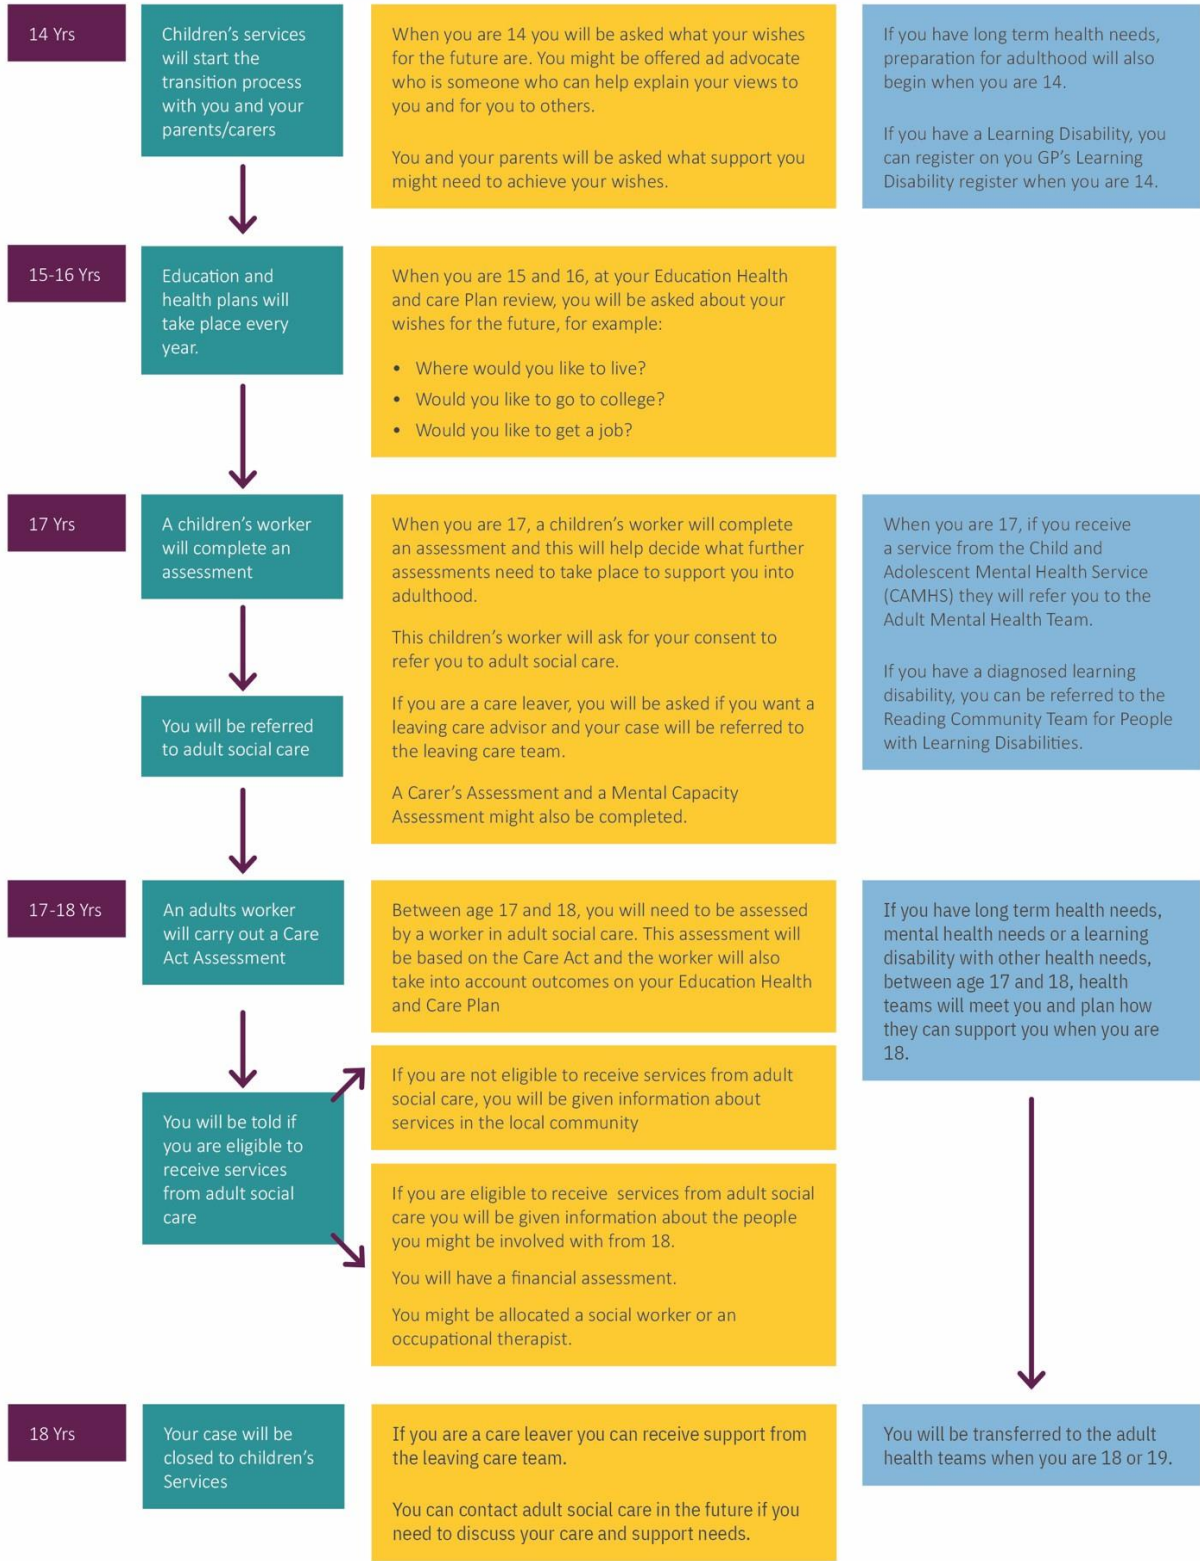 14 Yrs
Children’s services
will start the
transition process
with you and your
parents/carers
When you are 14 you will be asked what your wishes
for the future are. You might be offered ad advocate
who is someone who can help explain your views to
you and for you to others.
You and your parents will be asked what support you
might need to achieve your wishes.
If you have long term health needs,
preparation for adulthood will also
begin when you are 14.
If you have a Learning Disability, you
can register on you GP’s Learning
Disability register when you are 14.
15-16 Yrs
Education and
health plans will
take place every
year.
When you are 15 and 16, at your Education Health
and care Plan review, you will be asked about your
wishes for the future, for example:
• Where would you like to live?
• Would you like to go to college?
• Would you like to get a job?
17 Yrs
A children’s worker
will complete an
assessment
You will be referred
to adult social care
When you are 17, a children’s worker will complete
an assessment and this will help decide what further
assessments need to take place to support you into
adulthood.
This children’s worker will ask for your consent to
refer you to adult social care.
If you are a care leaver, you will be asked if you want a
leaving care advisor and your case will be referred to
the leaving care team.
A Carer’s Assessment and a Mental Capacity
Assessment might also be completed.
When you are 17, if you receive
a service from the Child and
Adolescent Mental Health Service
(CAMHS) they will refer you to the
Adult Mental Health Team.
If you have a diagnosed learning
disability, you can be referred to the
Reading Community Team for People
with Learning Disabilities.
17-18 Yrs
An adults worker
will carry out a Care
Act Assessment
Between age 17 and 18, you will need to be assessed
by a worker in adult social care. This assessment will
be based on the Care Act and the worker will also
take into account outcomes on your Education Health
and Care Plan
If you have long term health needs,
mental health needs or a learning
disability with other health needs,
between age 17 and 18, health
teams will meet you and plan how
they can support you when you are
18.
You will be told if
you are eligible to
receive services
from adult social
care
If you are not eligible to receive services from adult
social care, you will be given information about
services in the local community
If you are eligible to receive services from adult social
care you will be given information about the people
you might be involved with from 18.
You will have a financial assessment.
You might be allocated a social worker or an
occupational therapist.
18 Yrs
Your case will be
closed to children’s
Services
If you are a care leaver you can receive support from
the leaving care team.
You can contact adult social care in the future if you
need to discuss your care and support needs.
You will be transferred to the adult
health teams when you are 18 or 19.